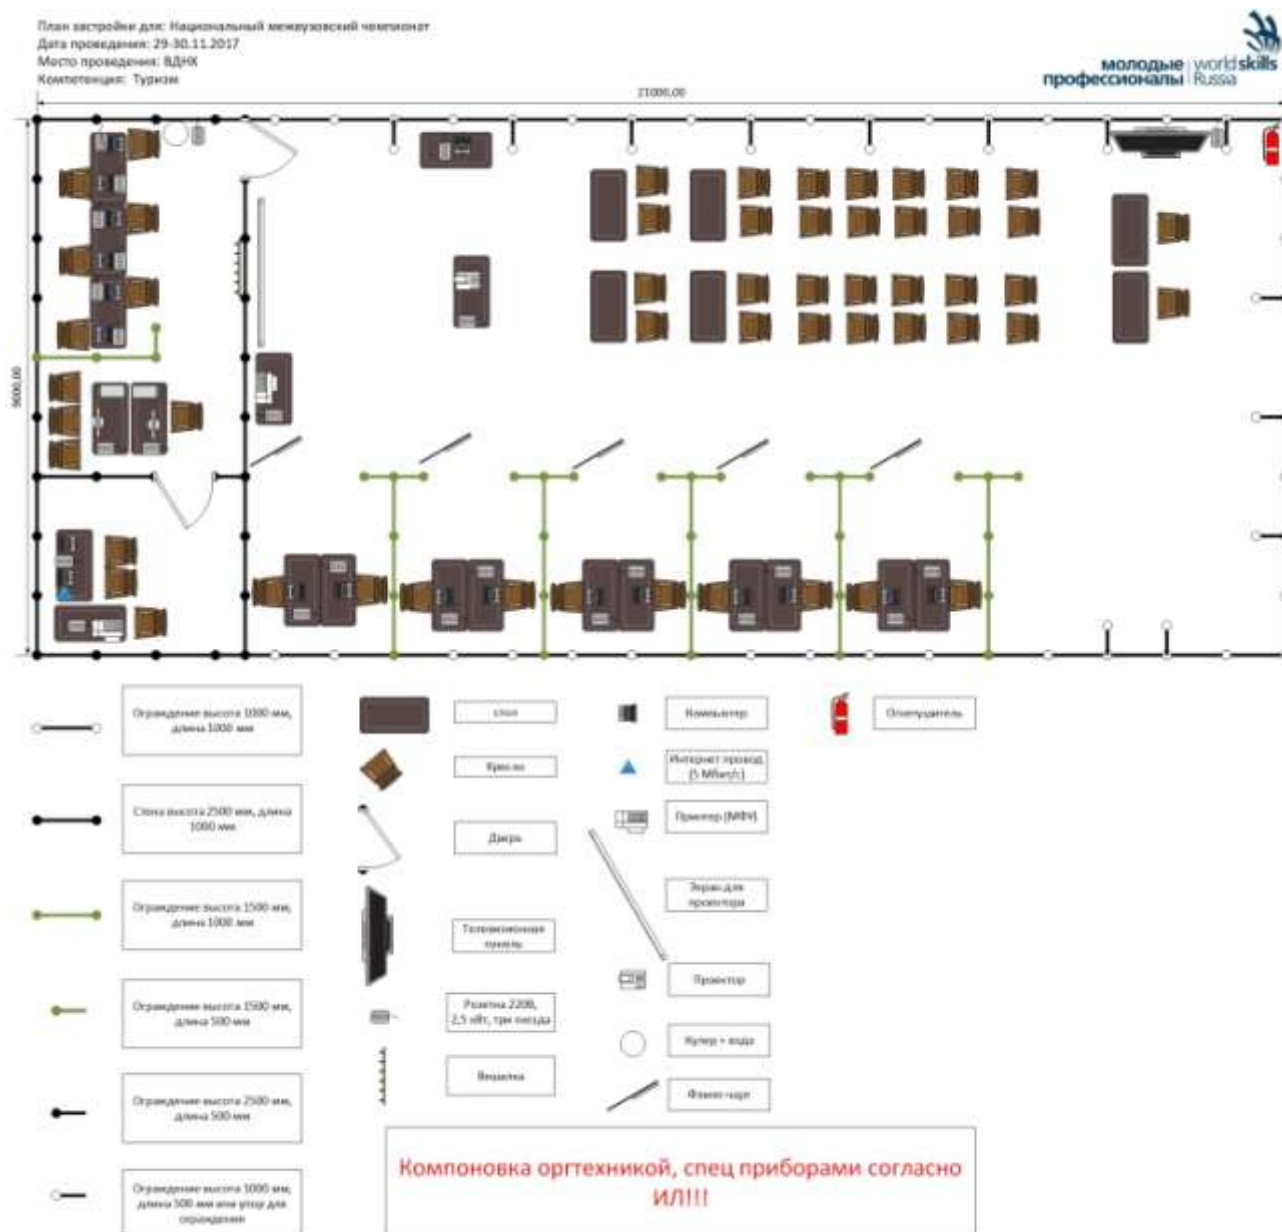 План застройки для: Национальный межвузовский чемпионат
Дата проведения: 29-30.11.2017
Место проведения: ВДНХ
Компетенция: Туризм
молодые
профессионалы
worldskills
Russia
21000,00
9000,00
Ограждение высота 1000 мм,
длина 1000 мм
Стена высота 2500 мм, длина
1000 мм
Ограждение высота 1500 мм,
длина 1000 мм
Ограждение высота 1500 мм,
длина 500 мм
Ограждение высота 2500 мм,
длина 500 мм
Ограждение высота 1000 мм,
длина 500 мм или упор для
ограждения
стол
Кресло
Дверь
Телевизионная
панель
Розетка 220В,
2,5 кВт, три гнезда
Вешалка
Компьютер
Интернет провод
(5 Мбит/с)
Принтер (МФУ)
Экран для
проектора
Проектор
Кулер + вода
Флип-чарт
Огнетушитель
Компоновка оргтехникой, спец приборами согласно
ИЛ!!!